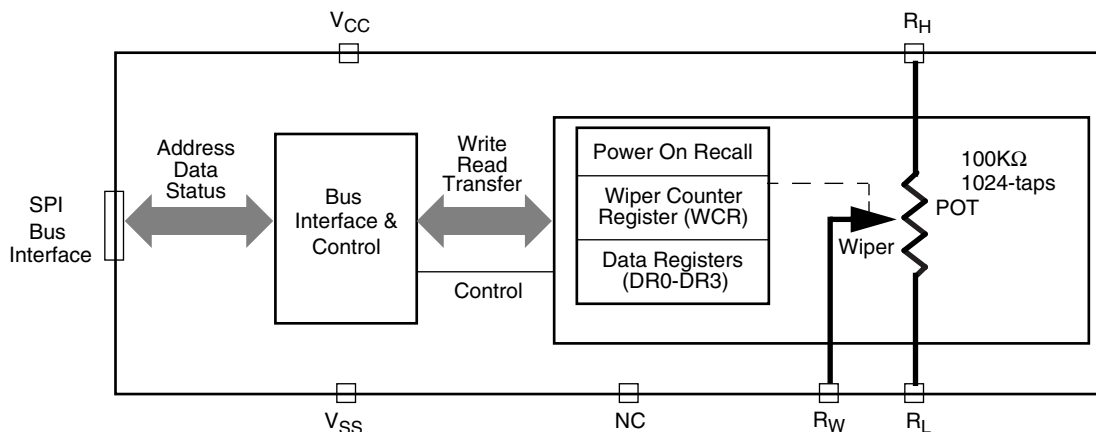 VCC
RH
Address
Data
Status
Write
Read
Transfer
Power On Recall
100KΩ
1024-taps
POT
SPI
Bus
Interface
Bus
Interface &
Control
Wiper Counter
Register (WCR)
Wiper
Data Registers
(DR0-DR3)
Control
VSS
NC
RW
RL